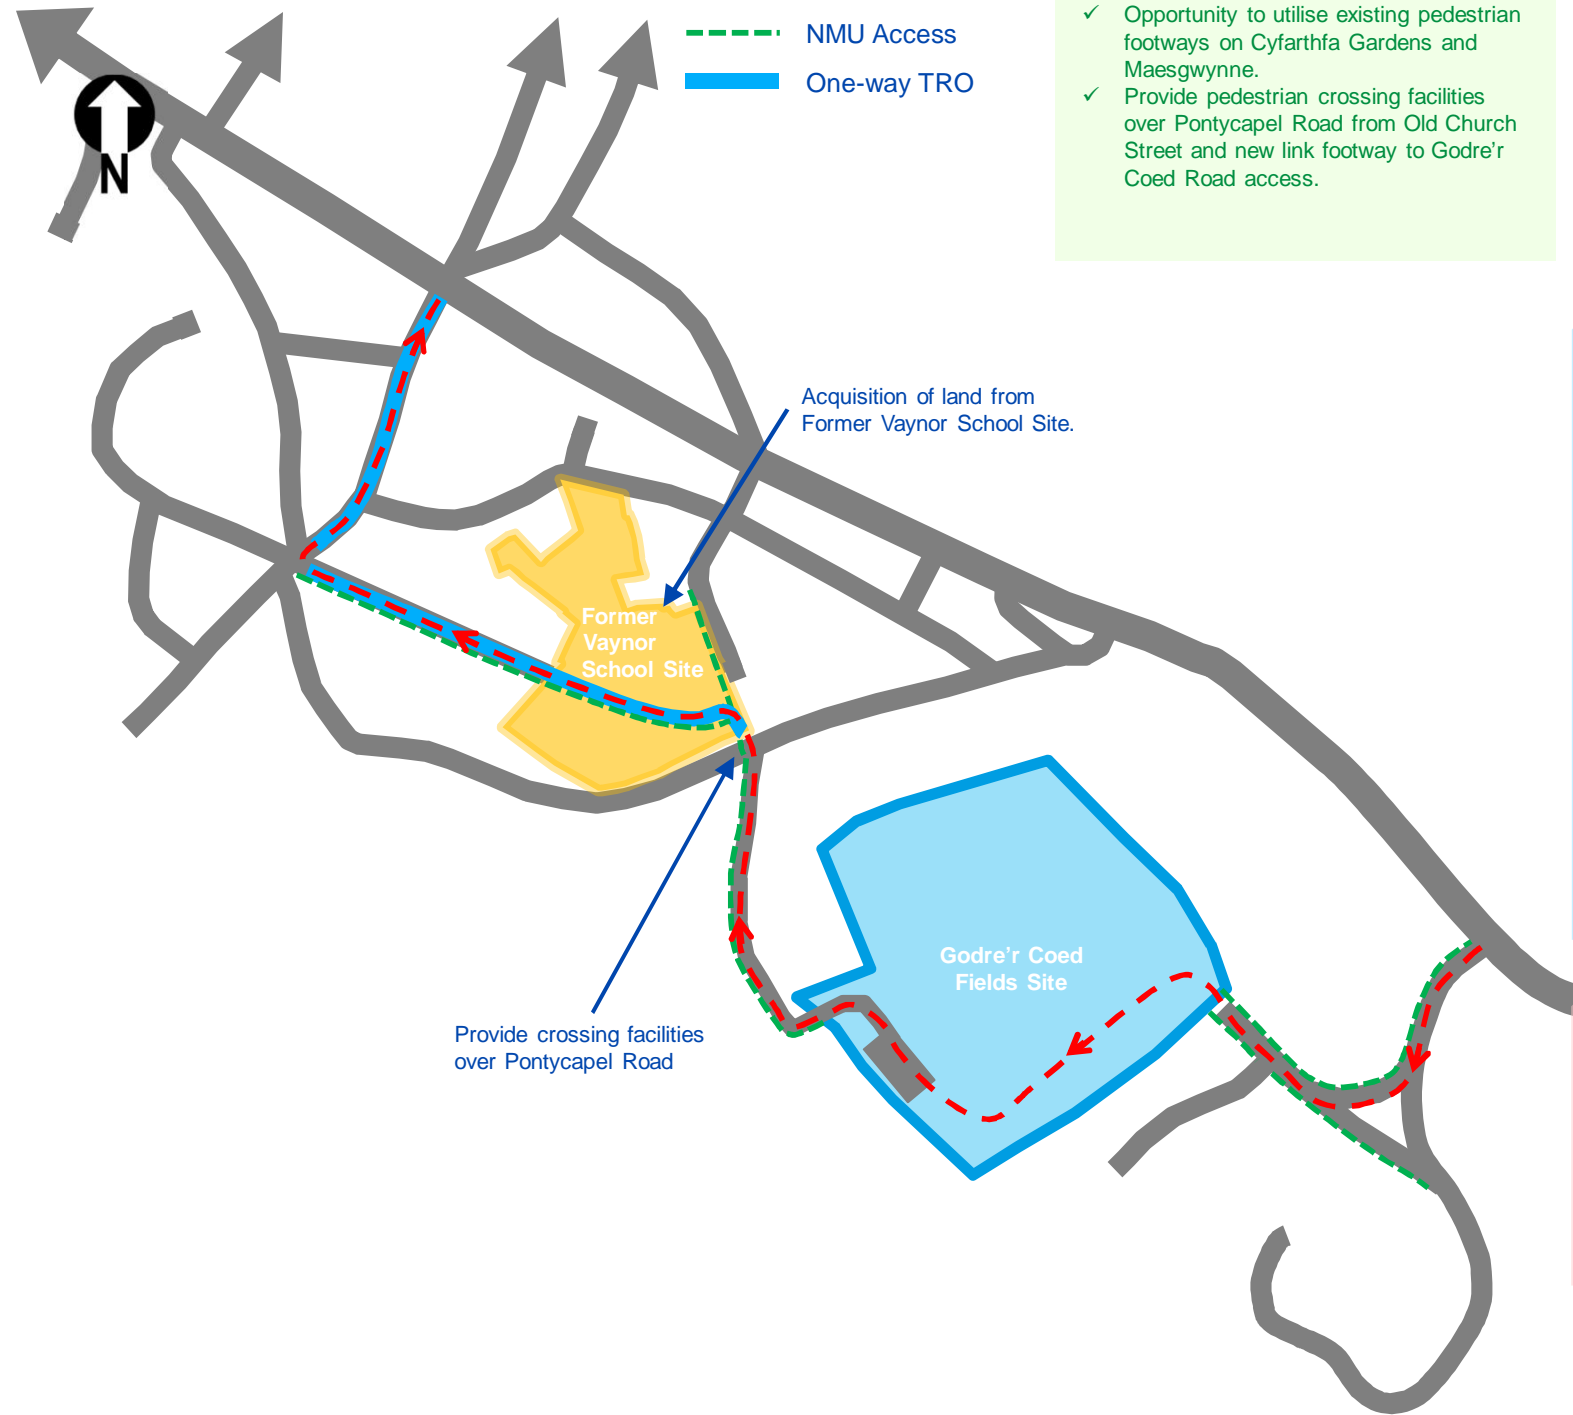 NMU Access
One-way TRO
✓ Opportunity to utilise existing pedestrian
footways on Cyfarthfa Gardens and
Maesgwynne.
✓ Provide pedestrian crossing facilities
over Pontycapel Road from Old Church
Street and new link footway to Godre’r
Coed Road access.
N
Acquisition of land from
Former Vaynor School Site.
Former
Vaynor
School Site
Godre’r Coed
Fields Site
Provide crossing facilities
over Pontycapel Road